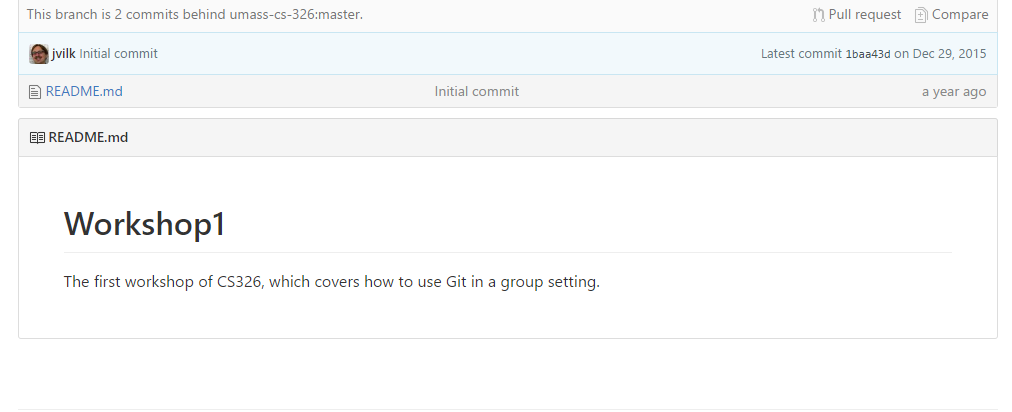 This branch is 2 commits behind umass-cs-326:master. Pull request Compare
jvilk Initial commit Latest commit 1baa43d on Dec 29, 2015
README.md Initial commit a year ago
README.md
Workshop1
The first workshop of CS326, which covers how to use Git in a group setting.